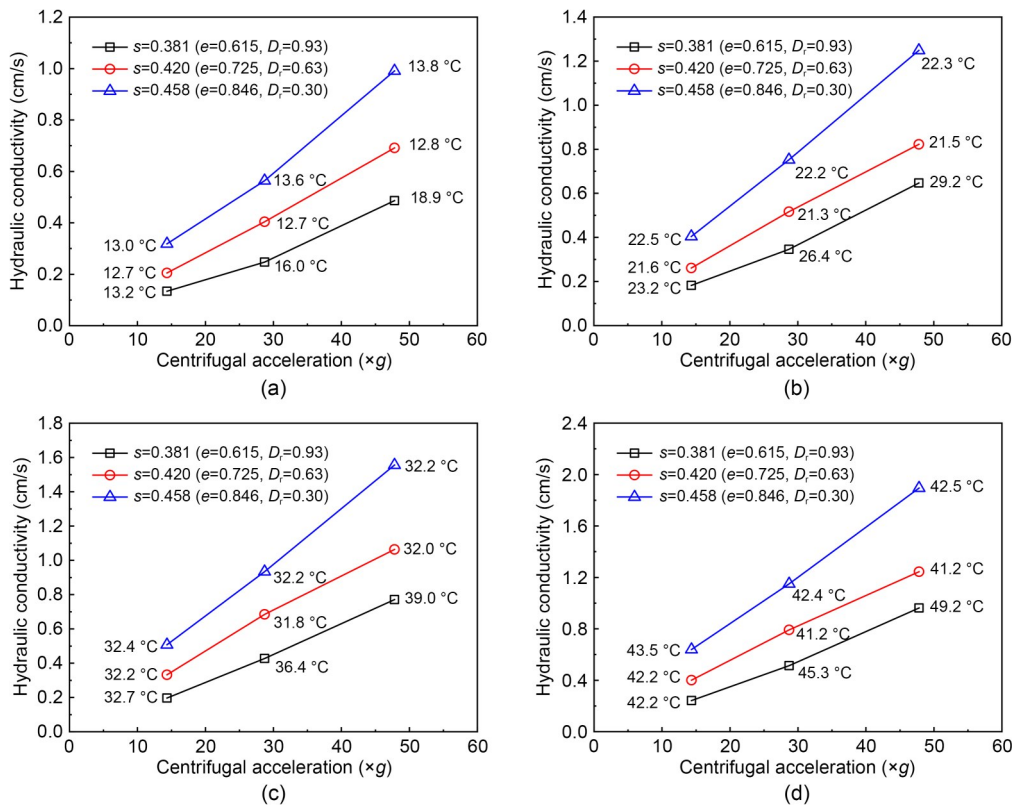 1.2
1.0
0.8
0.6
0.4
0.2
0.0
Hydraulic conductivity (cm/s)
s=0.381 (e=0.615, Dr=0.93)
s=0.420 (e=0.725, Dr=0.63)
s=0.458 (e=0.846, Dr=0.30)
13.8 °C
12.8 °C
18.9 °C
13.6 °C
12.7 °C
16.0 °C
13.0 °C
12.7 °C
13.2 °C
0 10 20 30 40 50 60
Centrifugal acceleration (×g)
(a)
1.4
1.2
1.0
0.8
0.6
0.4
0.2
0.0
Hydraulic conductivity (cm/s)
s=0.381 (e=0.615, Dr=0.93)
s=0.420 (e=0.725, Dr=0.63)
s=0.458 (e=0.846, Dr=0.30)
22.3 °C
21.5 °C
29.2 °C
22.2 °C
21.3 °C
26.4 °C
22.5 °C
21.6 °C
23.2 °C
0 10 20 30 40 50 60
Centrifugal acceleration (×g)
(b)
1.8
1.6
1.4
1.2
1.0
0.8
0.6
0.4
0.2
0.0
Hydraulic conductivity (cm/s)
s=0.381 (e=0.615, Dr=0.93)
s=0.420 (e=0.725, Dr=0.63)
s=0.458 (e=0.846, Dr=0.30)
32.2 °C
32.0 °C
39.0 °C
32.2 °C
31.8 °C
36.4 °C
32.4 °C
32.2 °C
32.7 °C
0 10 20 30 40 50 60
Centrifugal acceleration (×g)
(c)
2.4
2.0
1.6
1.2
0.8
0.4
0.0
Hydraulic conductivity (cm/s)
s=0.381 (e=0.615, Dr=0.93)
s=0.420 (e=0.725, Dr=0.63)
s=0.458 (e=0.846, Dr=0.30)
42.5 °C
41.2 °C
49.2 °C
42.4 °C
41.2 °C
45.3 °C
43.5 °C
42.2 °C
42.2 °C
0 10 20 30 40 50 60
Centrifugal acceleration (×g)
(d)